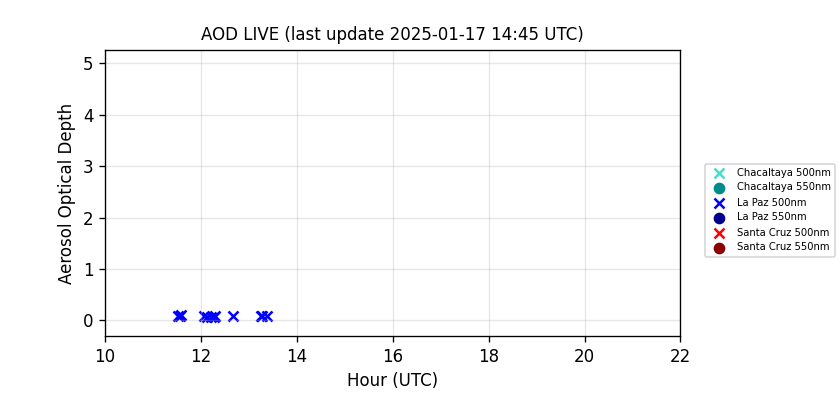 AOD LIVE (last update 2025-01-17 14:45 UTC)
Aerosol Optical Depth
5
4
3
2
1
0
10 12 14 16 18 20 22
Hour (UTC)
Chacaltaya 500nm
Chacaltaya 550nm
La Paz 500nm
La Paz 550nm
Santa Cruz 500nm
Santa Cruz 550nm